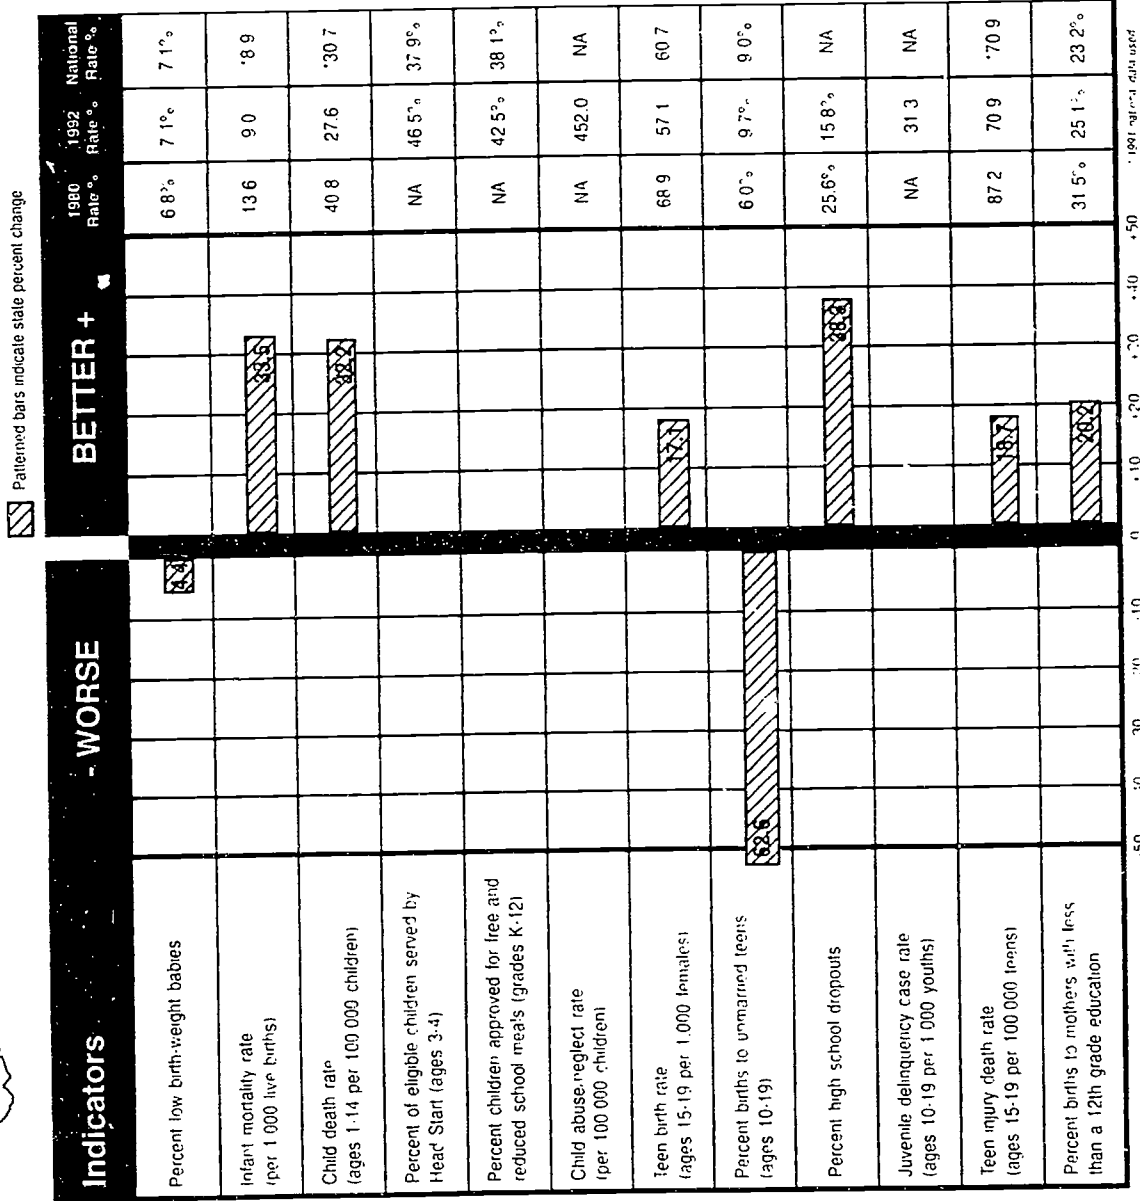 Patterned bars indicate state percent change
Indicators - WORSE BETTER + 1980 Rate % 1992 Rate % National Rate %
Percent low birth-weight babies 4.4 6 8% 7 1% 7 1%
Infant mortality rate
(per 1 000 live births) 33.5 13 6 9 0 *8 9
Child death rate
(ages 1-14 per 100 000 children) 32.2 40 8 27.6 *30 7
Percent of eligible children served by
Head Start (ages 3-4) NA 46 5% 37 9%
Percent children approved for free and
reduced school meals (grades K-12) NA 42 5% 38 1%
Child abuse/neglect rate
(per 100 000 children) NA 452.0 NA
Teen birth rate
(ages 15-19 per 1,000 females) 17.1 68 9 57 1 60 7
Percent births to unmarried teens
(ages 10-19) 62.6 6 0% 9 7% 9 0%
Percent high school dropouts 38.3 25.6% 15 8% NA
Juvenile delinquency case rate
(ages 10-19 per 1 000 youths) NA 31 3 NA
Teen injury death rate
(ages 15-19 per 100 000 teens) 18.7 87 2 70 9 *70 9
Percent births to mothers with less
than a 12th grade education 20.2 31 5% 25 1% 23 2%
-50 -40 -30 -20 -10 0 +10 +20 +30 +40 +50
* 1991 national data used